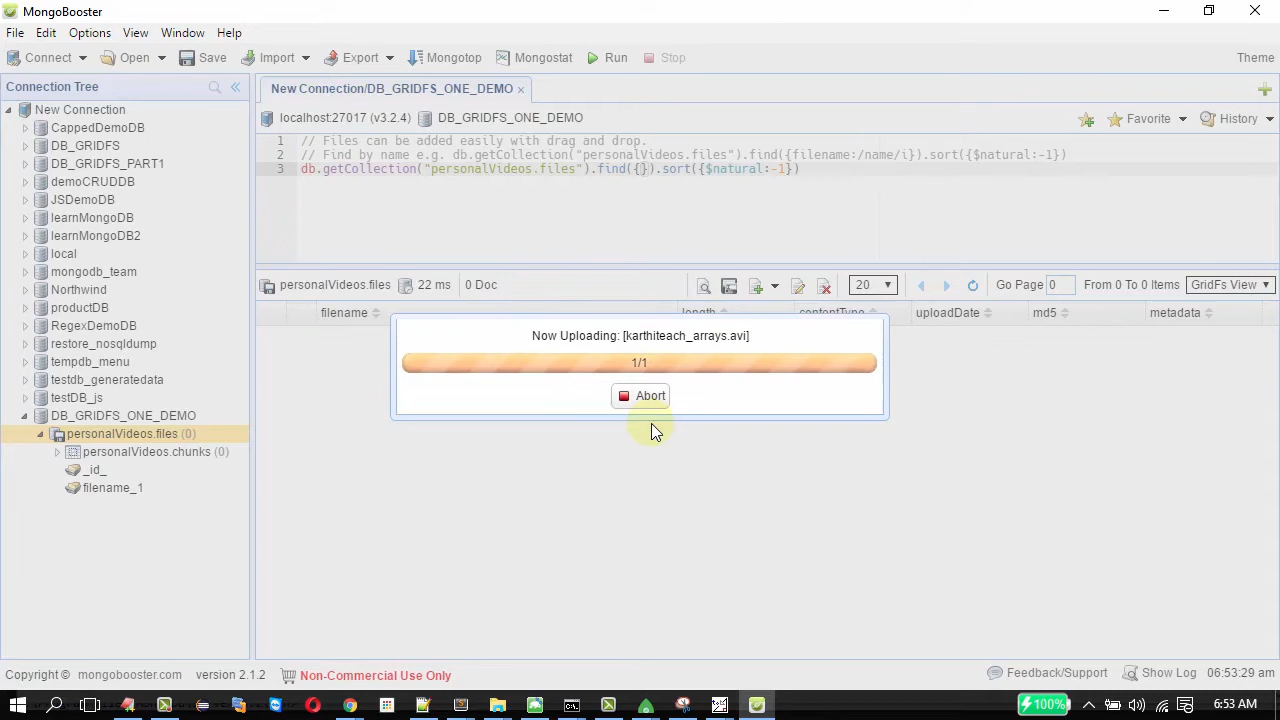 MongoBooster
File Edit Options View Window Help
Connect Open Save Import Export Mongotop Mongostat Run Stop Theme
Connection Tree
New Connection
CappedDemoDB
DB_GRIDFS
DB_GRIDFS_PART1
demoCRUDDB
JSDemoDB
learnMongoDB
learnMongoDB2
local
mongodb_team
Northwind
productDB
RegexDemoDB
restore_nosqldump
tempdb_menu
testdb_generatedata
testDB_js
DB_GRIDFS_ONE_DEMO
personalVideos.files (0)
personalVideos.chunks (0)
_id_
filename_1
New Connection/DB_GRIDFS_ONE_DEMO
localhost:27017 (v3.2.4) DB_GRIDFS_ONE_DEMO Favorite History
1 // Files can be added easily with drag and drop.
2 // Find by name e.g. db.getCollection("personalVideos.files").find({filename:/name/i}).sort({$natural:-1})
3 db.getCollection("personalVideos.files").find({}).sort({$natural:-1})
personalVideos.files 22 ms 0 Doc 20 Go Page 0 From 0 To 0 Items GridFs View
filename length contentType uploadDate md5 metadata
Now Uploading: [karthiteach_arrays.avi]
1/1
Abort
Copyright © mongobooster.com version 2.1.2 Non-Commercial Use Only Feedback/Support Show Log 06:53:29 am
100% 6:53 AM